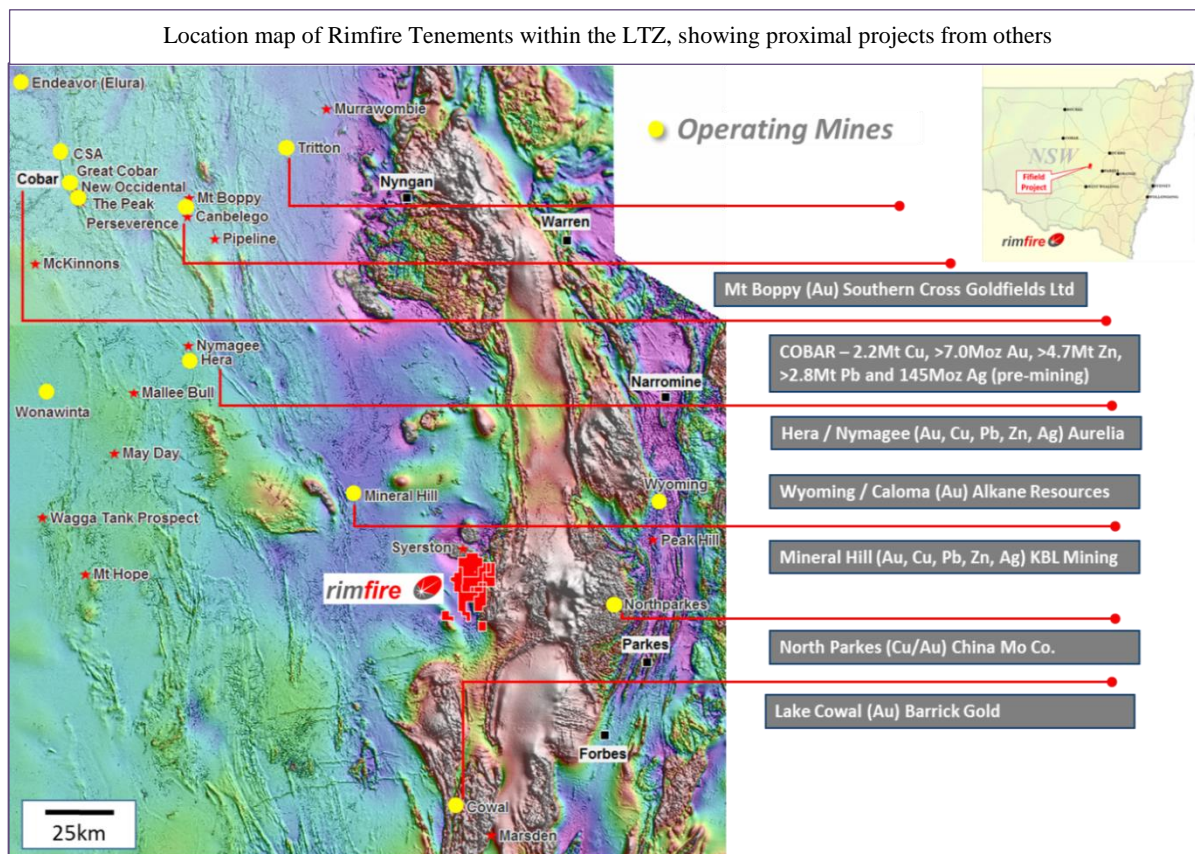 Location map of Rimfire Tenements within the LTZ, showing proximal projects from others
Endeavor (Elura)
Murrawombie
Operating Mines
CSA
Tritton
Great Cobar
Cobar
New Occidental
The Peak
Mt Boppy
Perseverence
Canbelego
Nyngan
Pipeline
Warren
McKinnons
NSW
Fifield
Project
rimfire
Mt Boppy (Au) Southern Cross Goldfields Ltd
Nymagee
Hera
COBAR – 2.2Mt Cu, >7.0Moz Au, >4.7Mt Zn,
>2.8Mt Pb and 145Moz Ag (pre-mining)
Narromine
Wonawinta
Mallee Bull
Hera / Nymagee (Au, Cu, Pb, Zn, Ag) Aurelia
May Day
Mineral Hill
Wyoming
Wyoming / Caloma (Au) Alkane Resources
Wagga Tank Prospect
Syerston
Peak Hill
Mineral Hill (Au, Cu, Pb, Zn, Ag) KBL Mining
Mt Hope
rimfire
Northparkes
Parkes
North Parkes (Cu/Au) China Mo Co.
Lake Cowal (Au) Barrick Gold
Forbes
Cowal
Marsden
25km